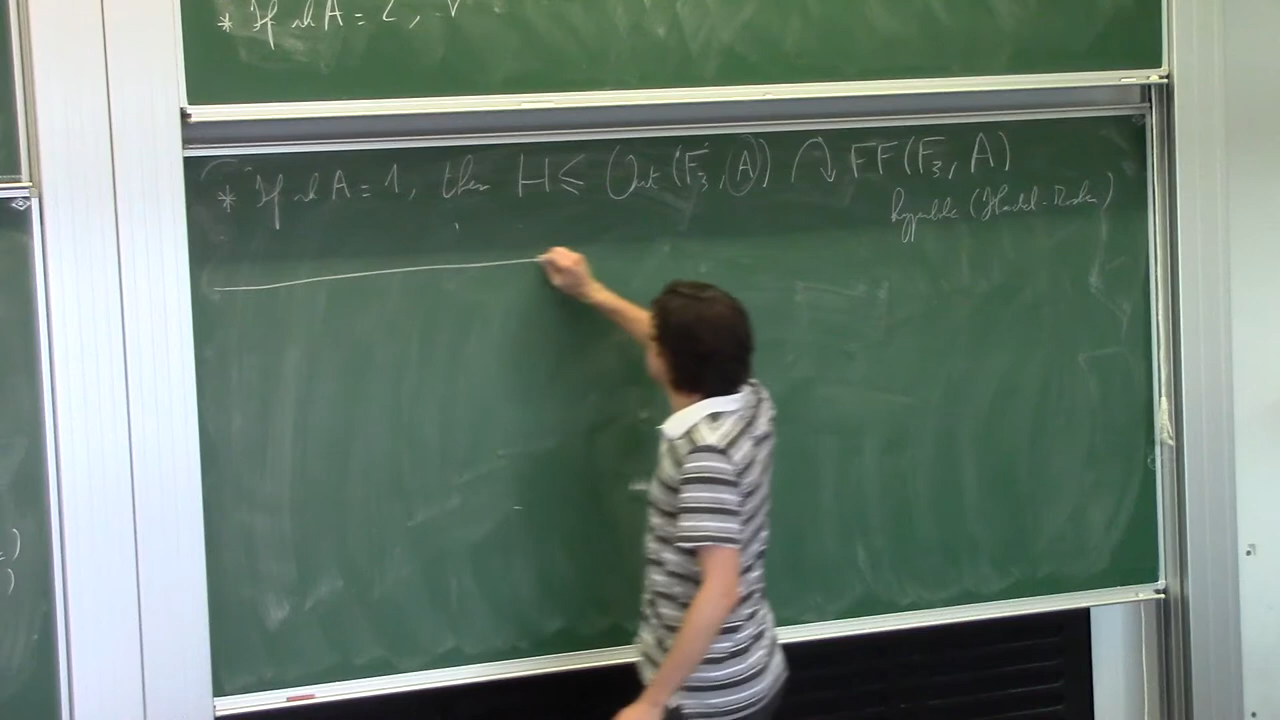 * If rk A = 2,
* If rk A = 1, then H ≤ Out (F₃, A) ↷ FF(F₃, A)
hyperbolic (Handel-Mosher)